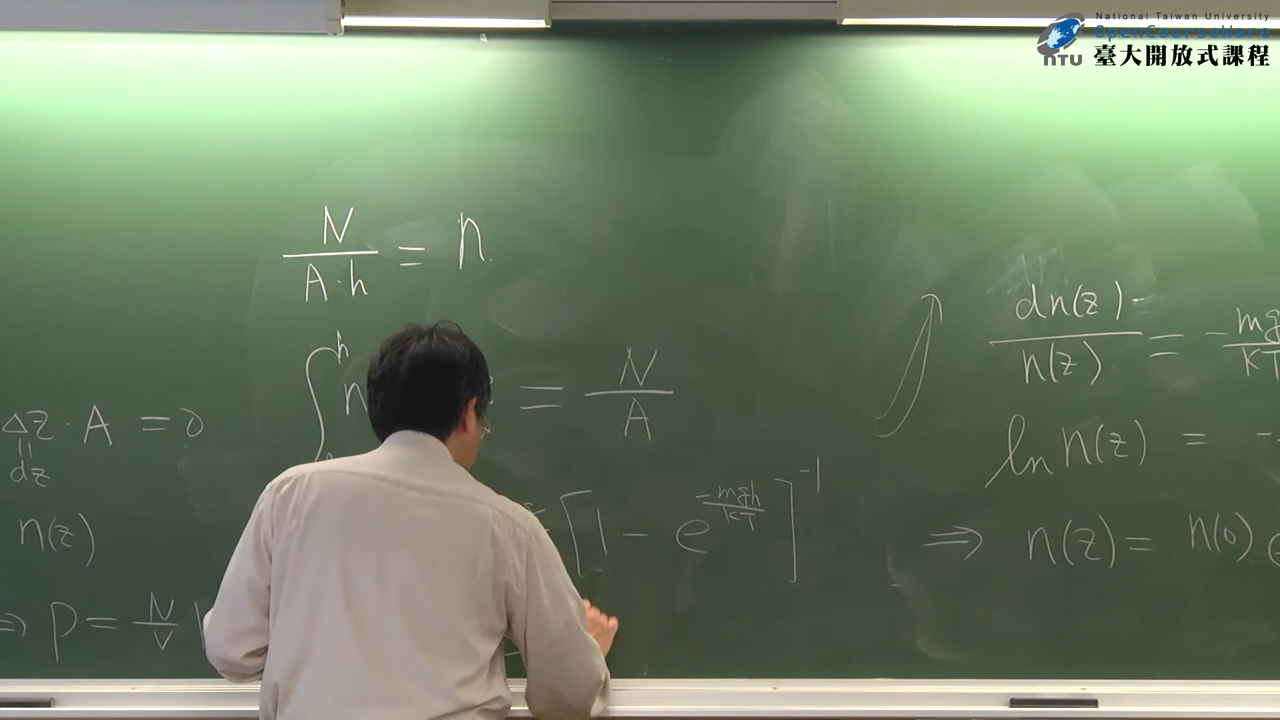 National Taiwan University
OpenCourseWare
NTU 臺大開放式課程
N
A·h
= n
∫ h
n
= N/A
[1 - e^(-mgh/kT)]^-1
Δz · A = 0
dz
n(z)
⇒ P = N/V
dn(z)
n(z)
= - mg
kT
ln n(z) = -
⇒ n(z) = n(0) e